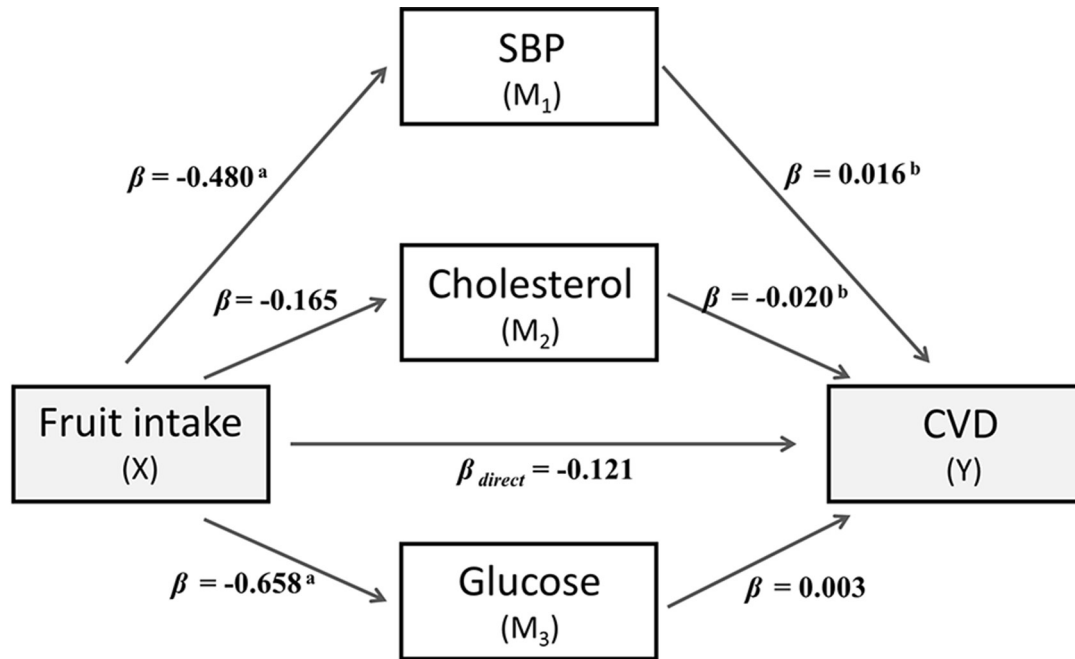 SBP
(M₁)
β = -0.480 ᵃ
β = 0.016 ᵇ
Cholesterol
(M₂)
β = -0.165
β = -0.020 ᵇ
Fruit intake
(X)
CVD
(Y)
β direct = -0.121
Glucose
(M₃)
β = -0.658 ᵃ
β = 0.003